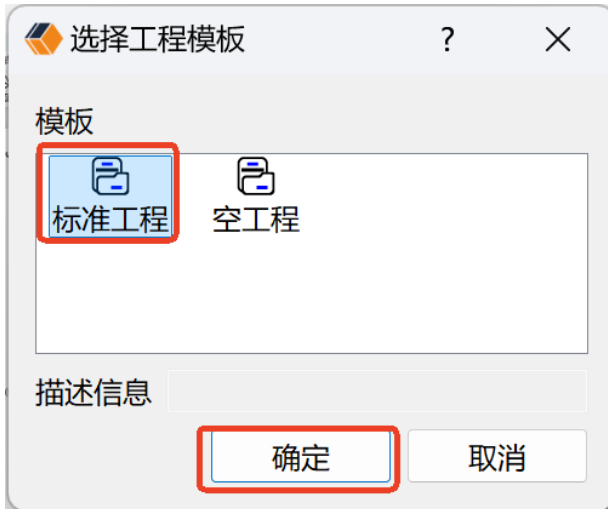 选择工程模板 ?
模板
标准工程 空工程
描述信息
确定 取消